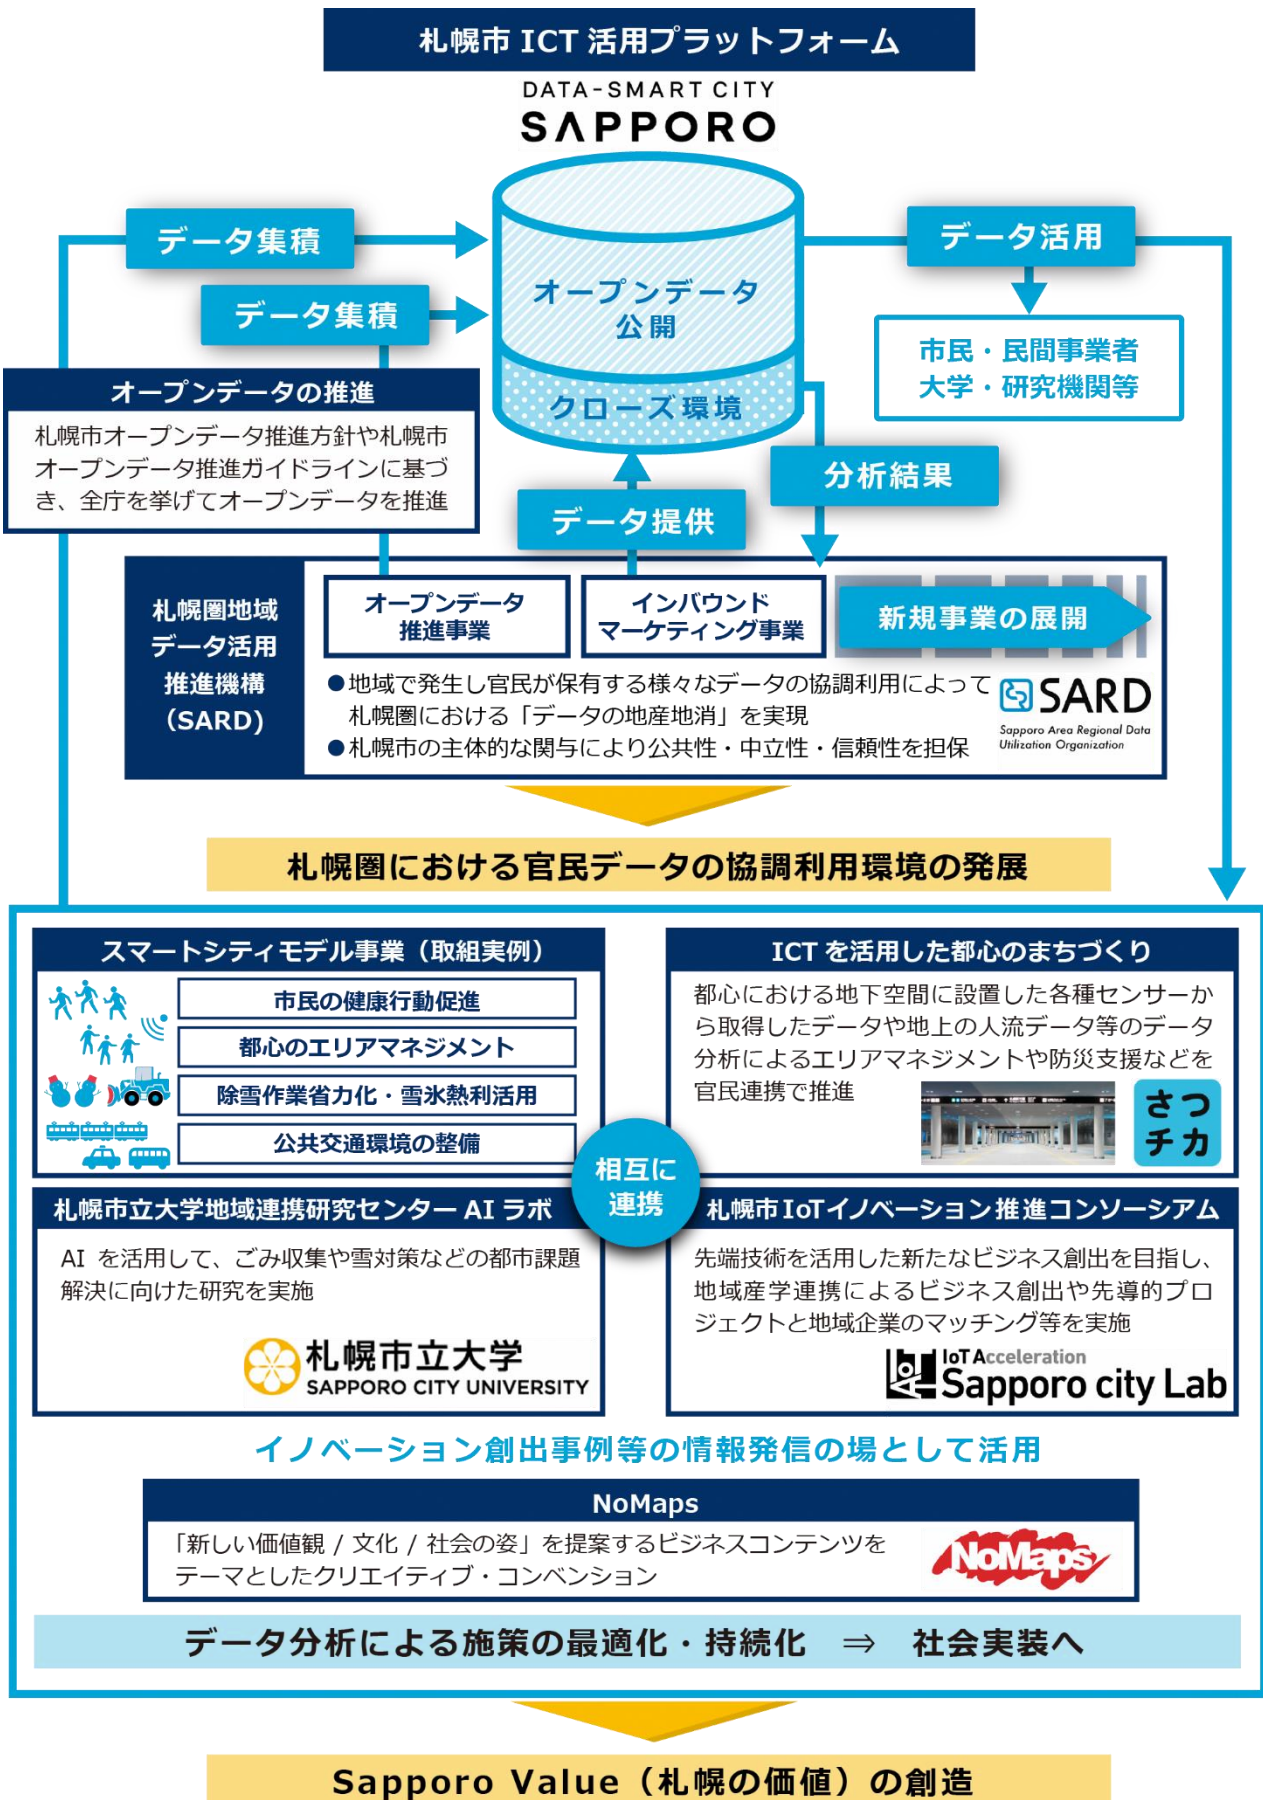 札幌市 ICT 活用プラットフォーム
DATA-SMART CITY
SAPPORO
データ集積
データ集積
オープンデータ
公開
クローズ環境
データ活用
市民・民間事業者
大学・研究機関等
オープンデータの推進
札幌市オープンデータ推進方針や札幌市
オープンデータ推進ガイドラインに基づ
き、全庁を挙げてオープンデータを推進
分析結果
データ提供
札幌圏地域
データ活用
推進機構
(SARD)
オープンデータ
推進事業
インバウンド
マーケティング事業
新規事業の展開
●地域で発生し官民が保有する様々なデータの協調利用によって
札幌圏における「データの地産地消」を実現
●札幌市の主体的な関与により公共性・中立性・信頼性を担保
SARD
Sapporo Area Regional Data
Utilization Organization
札幌圏における官民データの協調利用環境の発展
スマートシティモデル事業（取組実例）
市民の健康行動促進
都心のエリアマネジメント
除雪作業省力化・雪氷熱利活用
公共交通環境の整備
ICT を活用した都心のまちづくり
都心における地下空間に設置した各種センサーか
ら取得したデータや地上の人流データ等のデータ
分析によるエリアマネジメントや防災支援などを
官民連携で推進
さつ
チカ
相互に
連携
札幌市立大学地域連携研究センター AI ラボ
AI を活用して、ごみ収集や雪対策などの都市課題
解決に向けた研究を実施
札幌市立大学
SAPPORO CITY UNIVERSITY
札幌市 IoT イノベーション推進コンソーシアム
先端技術を活用した新たなビジネス創出を目指し、
地域産学連携によるビジネス創出や先導的プロ
ジェクトと地域企業のマッチング等を実施
IoT Acceleration
Sapporo city Lab
イノベーション創出事例等の情報発信の場として活用
NoMaps
「新しい価値観 / 文化 / 社会の姿」を提案するビジネスコンテンツを
テーマとしたクリエイティブ・コンベンション
NoMaps
データ分析による施策の最適化・持続化 ⇒ 社会実装へ
Sapporo Value（札幌の価値）の創造